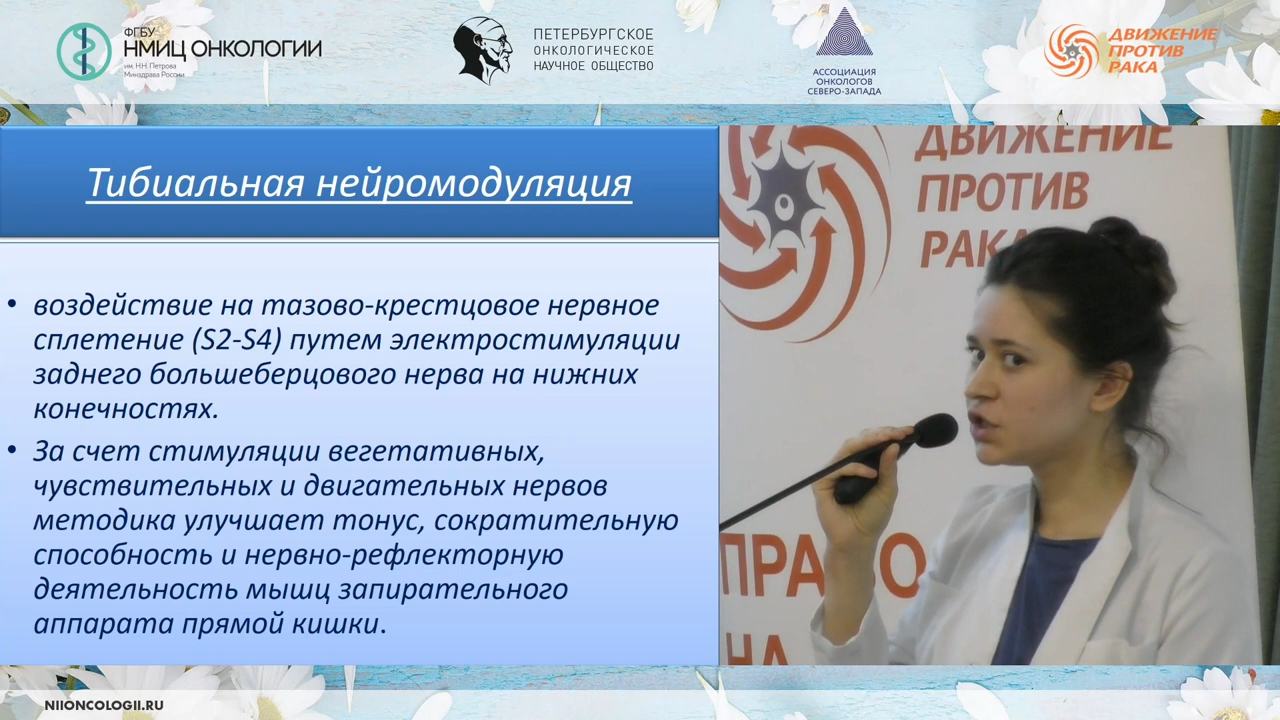 ФГБУ
НМИЦ ОНКОЛОГИИ
им. Н.Н. Петрова
Минздрава России
ПЕТЕРБУРГСКОЕ
ОНКОЛОГИЧЕСКОЕ
НАУЧНОЕ ОБЩЕСТВО
АССОЦИАЦИЯ
ОНКОЛОГОВ
СЕВЕРО-ЗАПАДА
ДВИЖЕНИЕ
ПРОТИВ
РАКА
Тибиальная нейромодуляция
• воздействие на тазово-крестцовое нервное
сплетение (S2-S4) путем электростимуляции
заднего большеберцового нерва на нижних
конечностях.
• За счет стимуляции вегетативных,
чувствительных и двигательных нервов
методика улучшает тонус, сократительную
способность и нервно-рефлекторную
деятельность мышц запирательного
аппарата прямой кишки.
ДВИЖЕНИЕ
ПРОТИВ
РАКА
НА
NIIONCOLOGII.RU